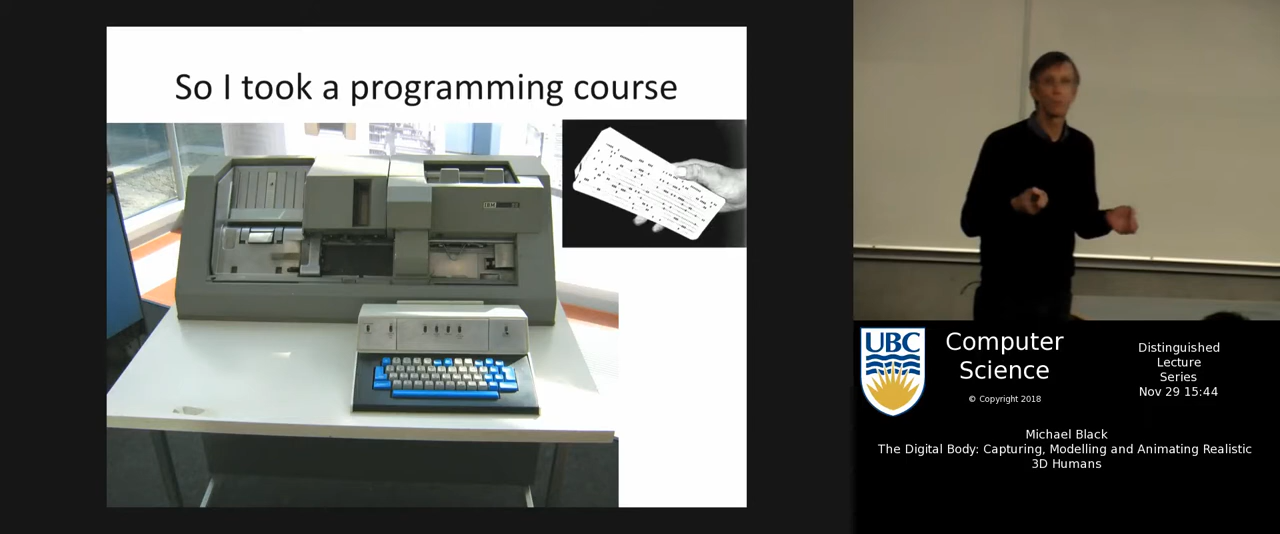 So I took a programming course
IBM
UBC
Computer
Science
© Copyright 2018
Distinguished
Lecture
Series
Nov 29 15:44
Michael Black
The Digital Body: Capturing, Modelling and Animating Realistic
3D Humans